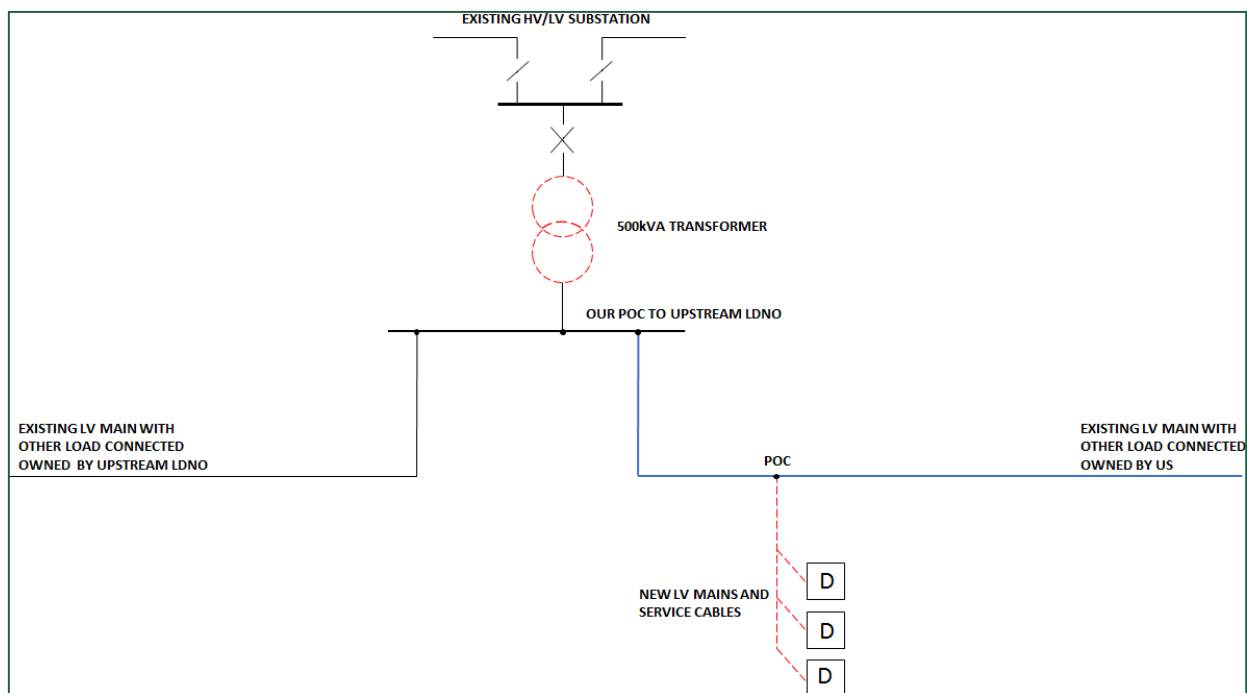 EXISTING HV/LV SUBSTATION
500kVA TRANSFORMER
OUR POC TO UPSTREAM LDNO
EXISTING LV MAIN WITH
OTHER LOAD CONNECTED
OWNED BY UPSTREAM LDNO
POC
EXISTING LV MAIN WITH
OTHER LOAD CONNECTED
OWNED BY US
NEW LV MAINS AND
SERVICE CABLES
D
D
D